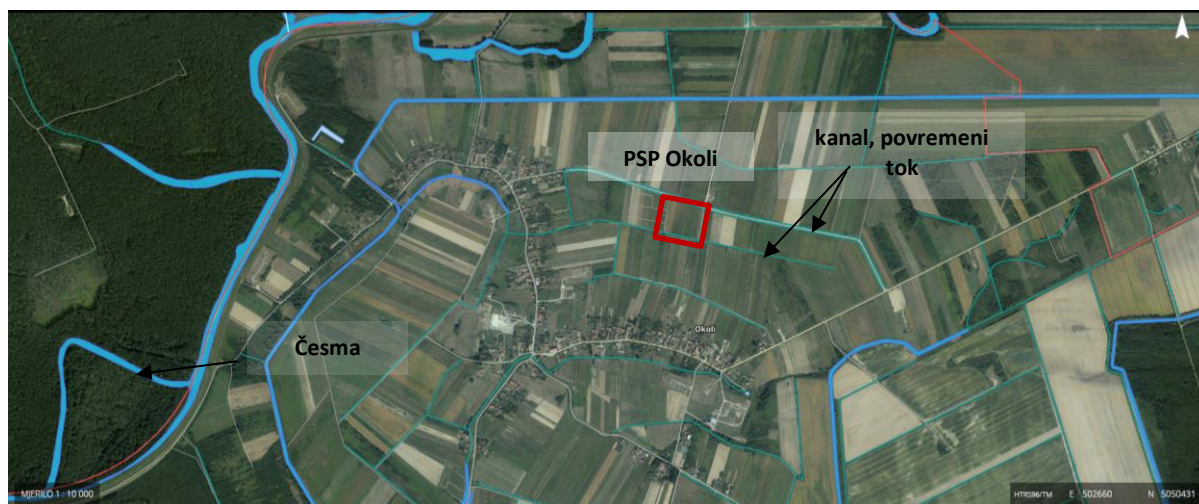 PSP Okoli
kanal, povremeni
tok
Okoli
Česma
MJERILO 1 : 10 000
HTRS96/TM E 502660 N 5050431